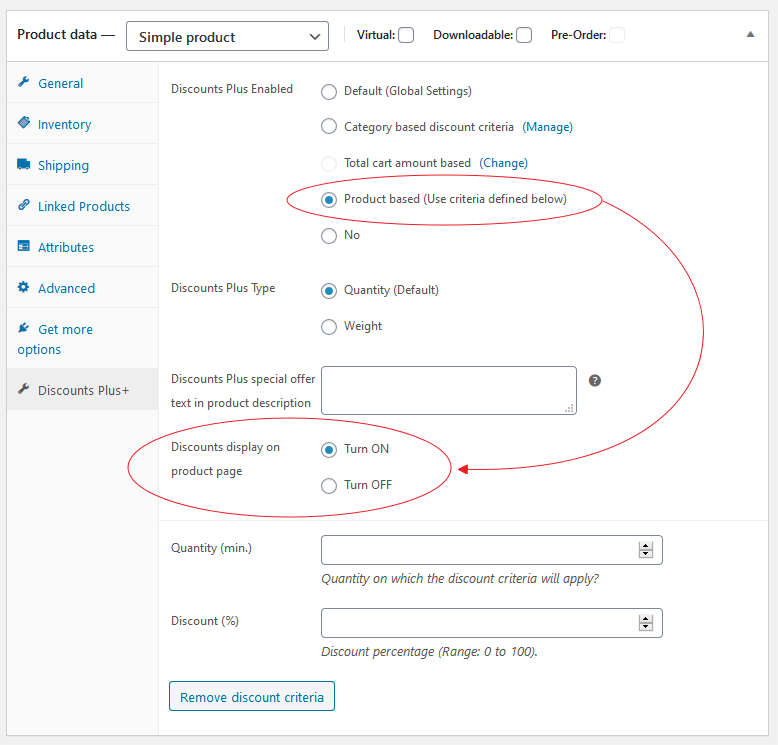 Product data — Simple product Virtual: Downloadable: Pre-Order:
General
Inventory
Shipping
Linked Products
Attributes
Advanced
Get more
options
Discounts Plus+
Discounts Plus Enabled
Default (Global Settings)
Category based discount criteria (Manage)
Total cart amount based (Change)
Product based (Use criteria defined below)
No
Discounts Plus Type
Quantity (Default)
Weight
Discounts Plus special offer
text in product description
?
Discounts display on
product page
Turn ON
Turn OFF
Quantity (min.)
Quantity on which the discount criteria will apply?
Discount (%)
Discount percentage (Range: 0 to 100).
Remove discount criteria